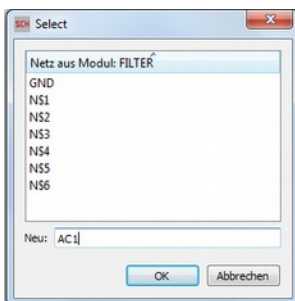 SCH Select
Netz aus Modul: FILTER
GND
N$1
N$2
N$3
N$4
N$5
N$6
Neu: AC1
OK Abbrechen